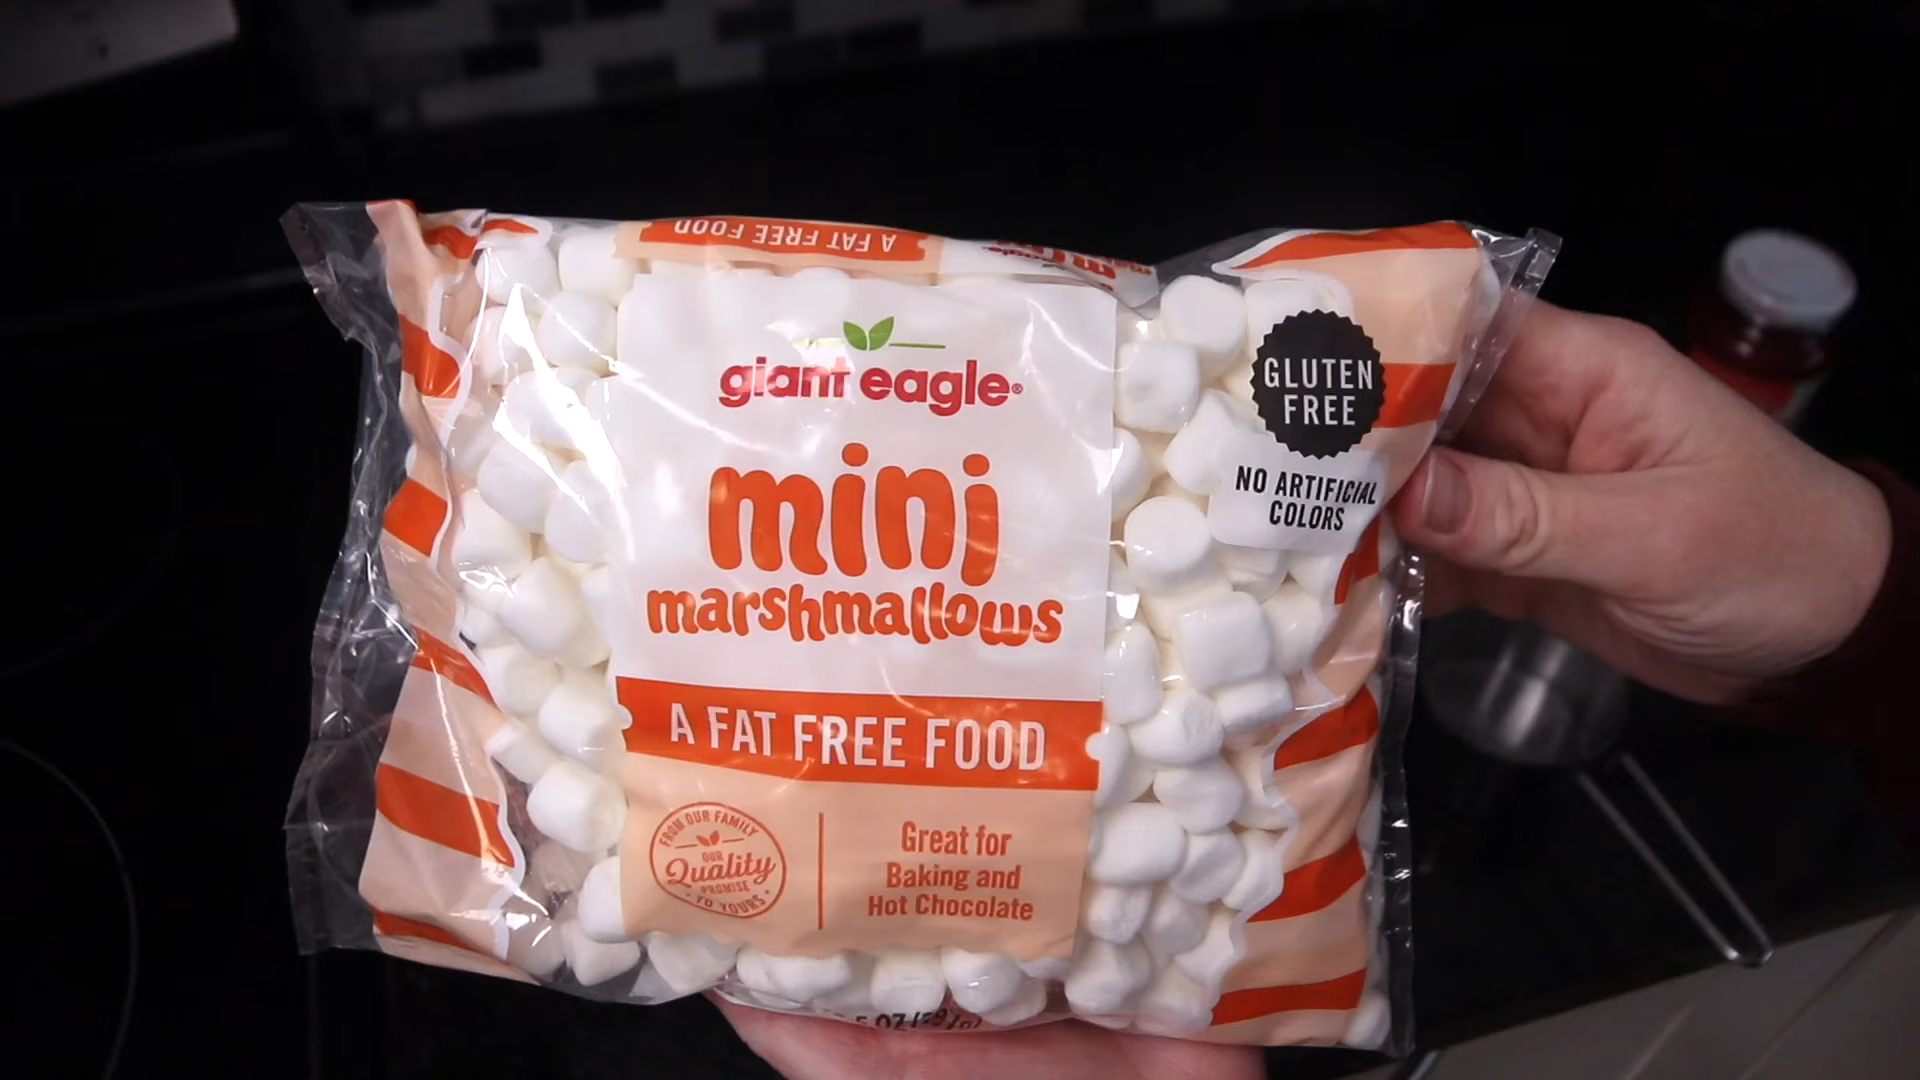 A FAT FREE FOOD
giant eagle®
mini
marshmallows
A FAT FREE FOOD
GLUTEN
FREE
NO ARTIFICIAL
COLORS
FROM OUR FAMILY
OUR
Quality
PROMISE
TO YOURS
Great for
Baking and
Hot Chocolate
OZ